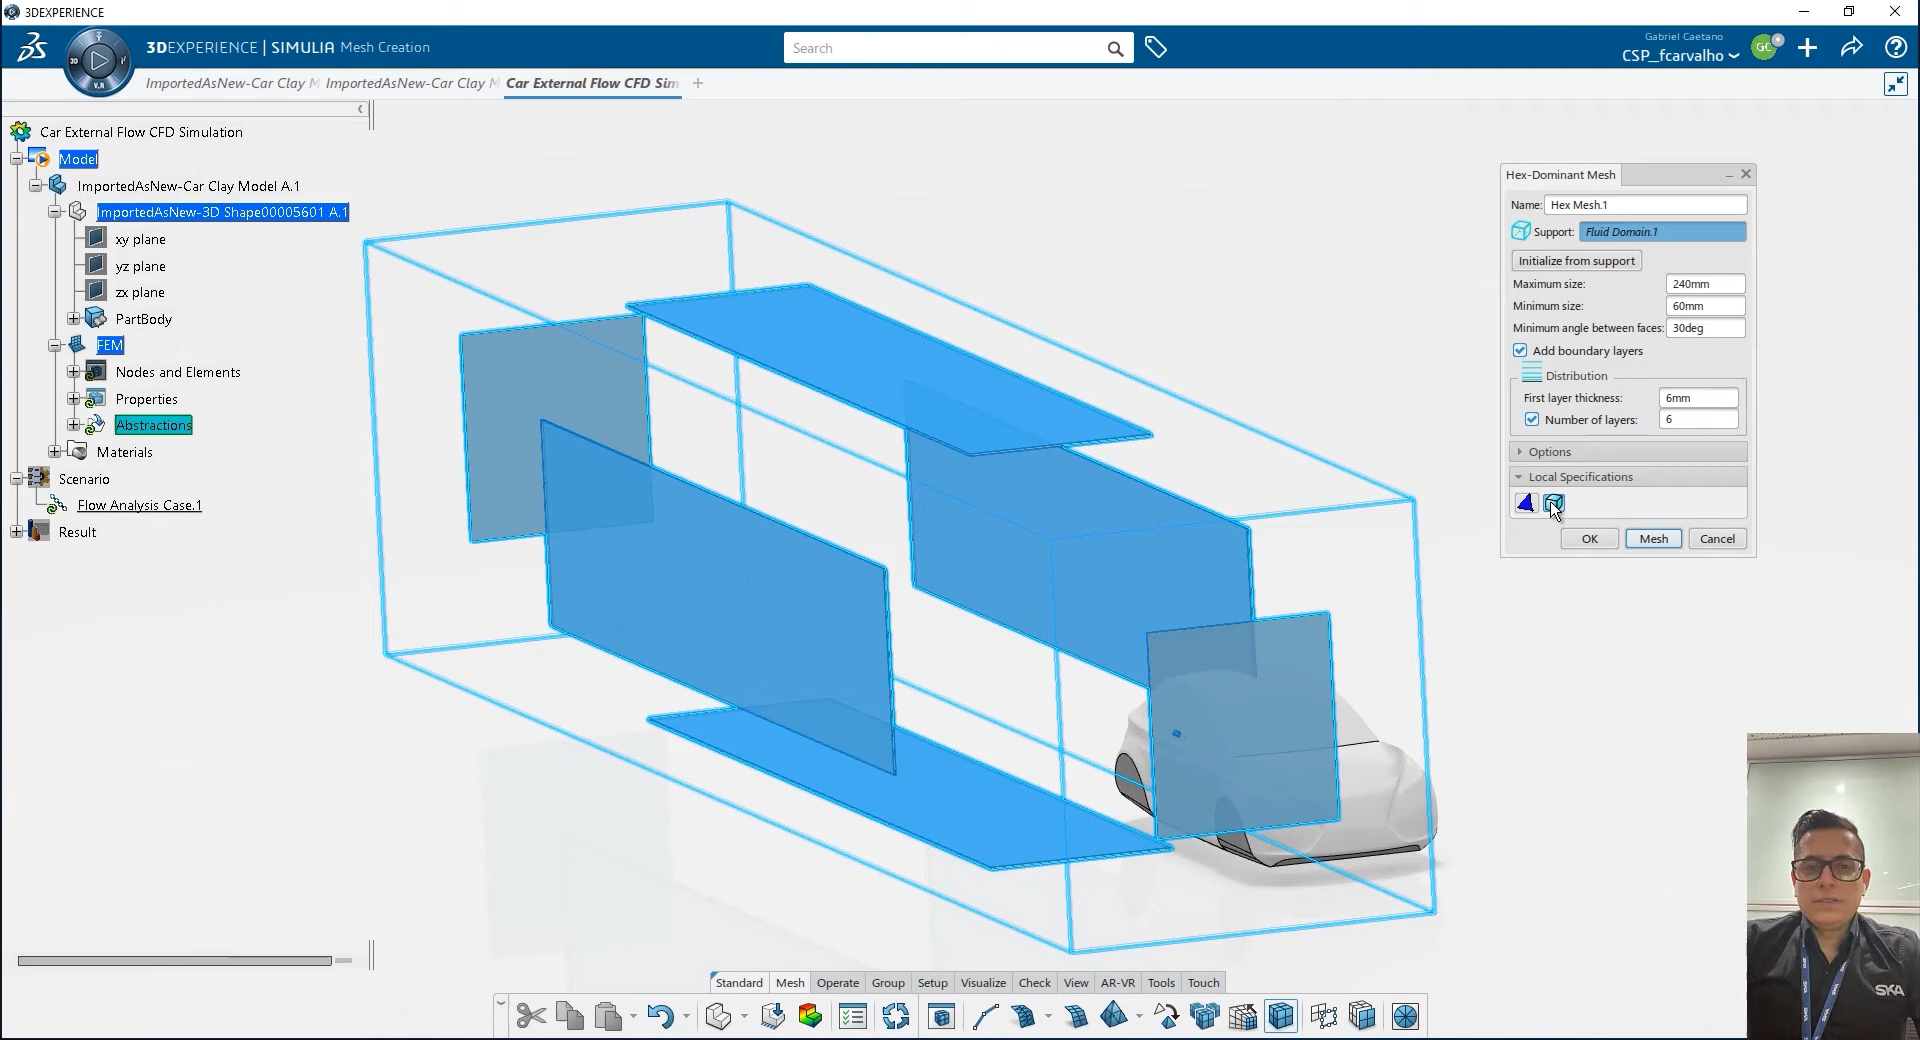 3DEXPERIENCE
3DEXPERIENCE | SIMULIA Mesh Creation
3D
V.R
Search
Gabriel Caetano
CSP_fcarvalho
GC
ImportedAsNew-Car Clay M
ImportedAsNew-Car Clay M
Car External Flow CFD Sim
Car External Flow CFD Simulation
Model
ImportedAsNew-Car Clay Model A.1
ImportedAsNew-3D Shape00005601 A.1
xy plane
yz plane
zx plane
PartBody
FEM
Nodes and Elements
Properties
Abstractions
Materials
Scenario
Flow Analysis Case.1
Result
Hex-Dominant Mesh
Name: Hex Mesh.1
Support: Fluid Domain.1
Initialize from support
Maximum size: 240mm
Minimum size: 60mm
Minimum angle between faces: 30deg
Add boundary layers
Distribution
First layer thickness: 6mm
Number of layers: 6
Options
Local Specifications
OK Mesh Cancel
SKA
Standard Mesh Operate Group Setup Visualize Check View AR-VR Tools Touch